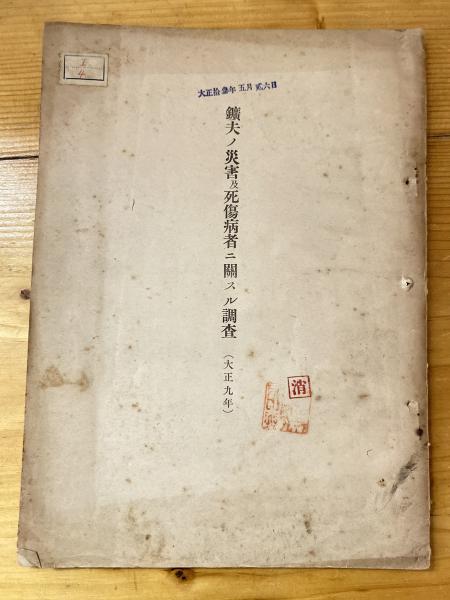 大正拾參年五月貳六日
鑛夫ノ災害及死傷病者ニ關スル調査(大正九年)
消